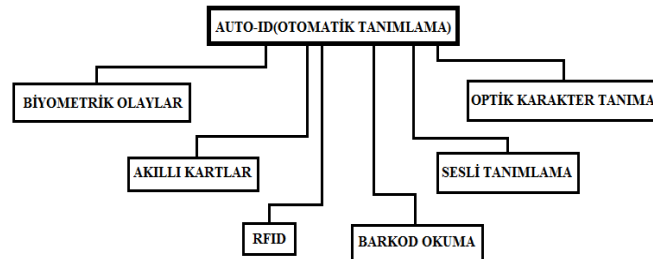 AUTO-ID(OTOMATİK TANIMLAMA)
BİYOMETRİK OLAYLAR
OPTİK KARAKTER TANIMA
AKILLI KARTLAR
SESLİ TANIMLAMA
RFID
BARKOD OKUMA